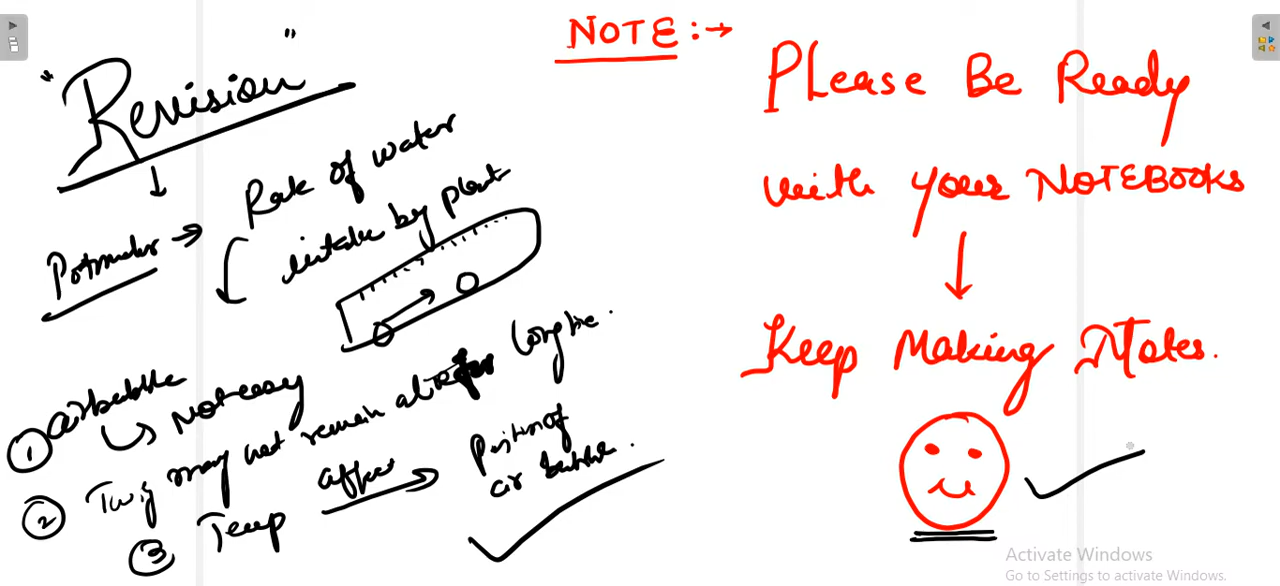 "Revision"
Potometer → Rate of water
intake by plant
① air bubble
↳ Not easy
② Twig may not remain alive for long time.
③ Temp affect → Position of
air bubble.
NOTE :→
Please Be Ready
with your NOTEBOOKS
Keep Making Notes.
Activate Windows
Go to Settings to activate Windows.